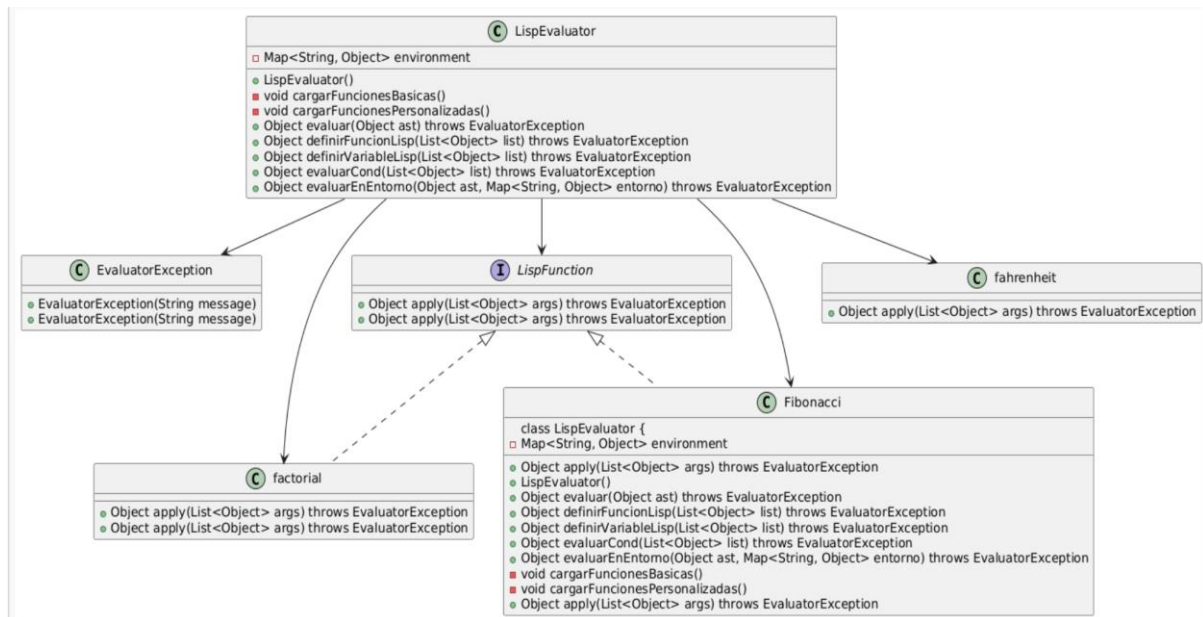 C LispEvaluator
Map<String, Object> environment
LispEvaluator()
void cargarFuncionesBasicas()
void cargarFuncionesPersonalizadas()
Object evaluar(Object ast) throws EvaluatorException
Object definirFuncionLisp(List<Object> list) throws EvaluatorException
Object definirVariableLisp(List<Object> list) throws EvaluatorException
Object evaluarCond(List<Object> list) throws EvaluatorException
Object evaluarEnEntorno(Object ast, Map<String, Object> entorno) throws EvaluatorException
C EvaluatorException
EvaluatorException(String message)
EvaluatorException(String message)
I LispFunction
Object apply(List<Object> args) throws EvaluatorException
Object apply(List<Object> args) throws EvaluatorException
C fahrenheit
Object apply(List<Object> args) throws EvaluatorException
C factorial
Object apply(List<Object> args) throws EvaluatorException
Object apply(List<Object> args) throws EvaluatorException
C Fibonacci
class LispEvaluator {
Map<String, Object> environment
Object apply(List<Object> args) throws EvaluatorException
LispEvaluator()
Object evaluar(Object ast) throws EvaluatorException
Object definirFuncionLisp(List<Object> list) throws EvaluatorException
Object definirVariableLisp(List<Object> list) throws EvaluatorException
Object evaluarCond(List<Object> list) throws EvaluatorException
Object evaluarEnEntorno(Object ast, Map<String, Object> entorno) throws EvaluatorException
void cargarFuncionesBasicas()
void cargarFuncionesPersonalizadas()
Object apply(List<Object> args) throws EvaluatorException